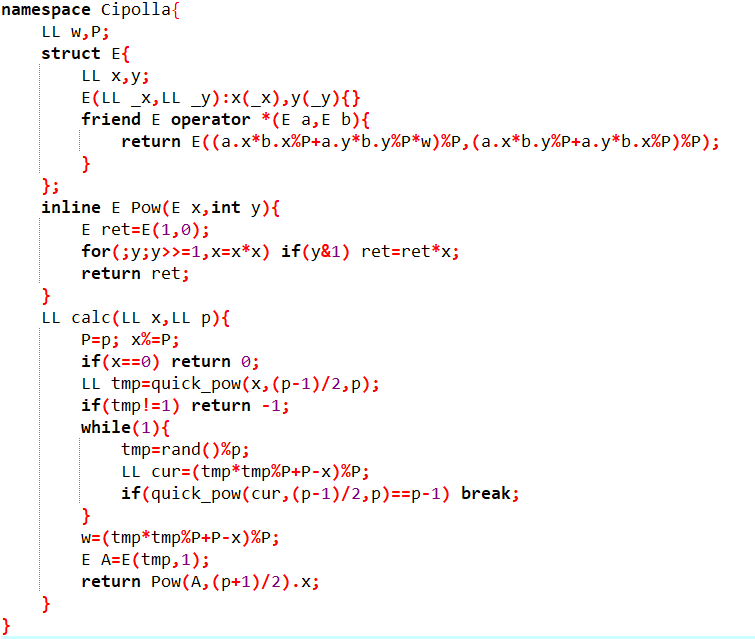 namespace Cipolla{
    LL w,P;
    struct E{
        LL x,y;
        E(LL _x,LL _y):x(_x),y(_y){}
        friend E operator *(E a,E b){
            return E((a.x*b.x%P+a.y*b.y%P*w)%P,(a.x*b.y%P+a.y*b.x%P)%P);
        }
    };
    inline E Pow(E x,int y){
        E ret=E(1,0);
        for(;y;y>>=1,x=x*x) if(y&1) ret=ret*x;
        return ret;
    }
    LL calc(LL x,LL p){
        P=p; x%=P;
        if(x==0) return 0;
        LL tmp=quick_pow(x,(p-1)/2,p);
        if(tmp!=1) return -1;
        while(1){
            tmp=rand()%p;
            LL cur=(tmp*tmp%P+P-x)%P;
            if(quick_pow(cur,(p-1)/2,p)==p-1) break;
        }
        w=(tmp*tmp%P+P-x)%P;
        E A=E(tmp,1);
        return Pow(A,(p+1)/2).x;
    }
}